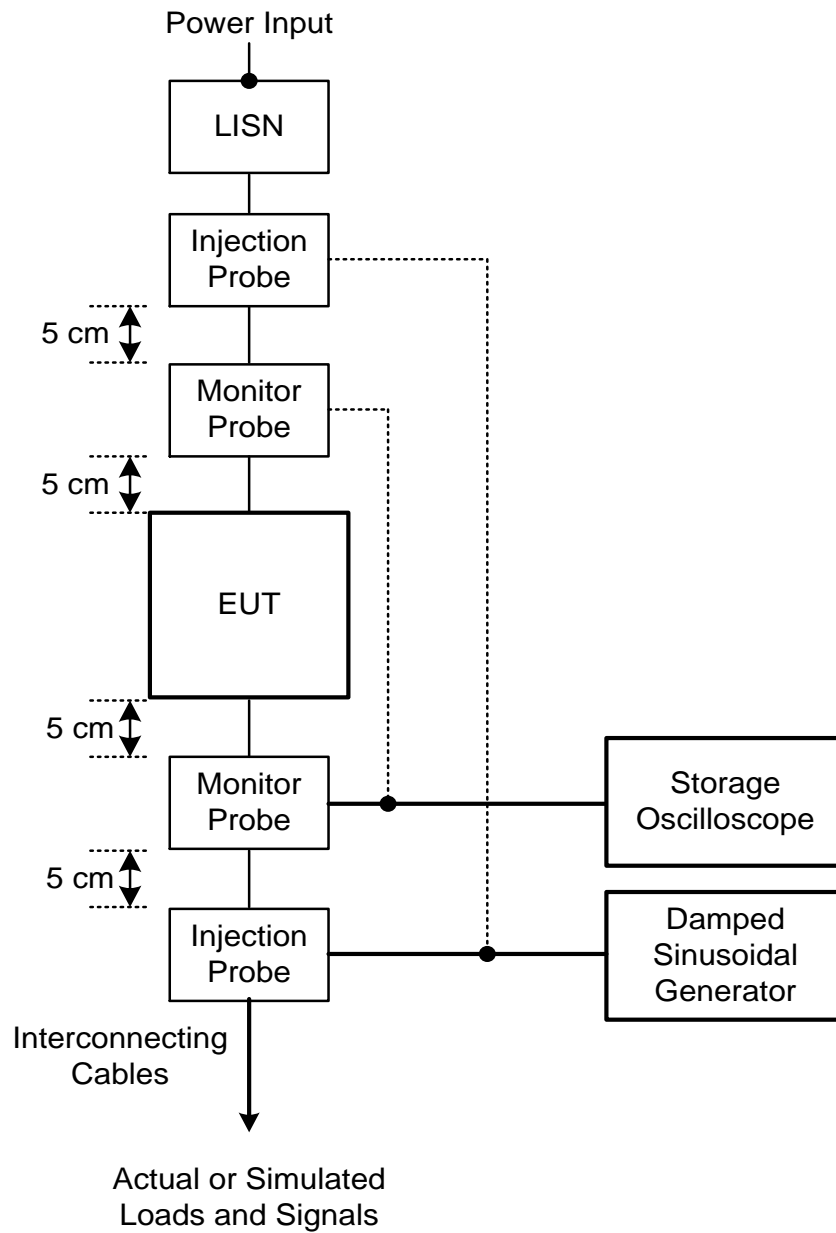 Power Input
LISN
Injection
Probe
5 cm
Monitor
Probe
5 cm
EUT
5 cm
Monitor
Probe
Storage
Oscilloscope
5 cm
Injection
Probe
Damped
Sinusoidal
Generator
Interconnecting
Cables
Actual or Simulated
Loads and Signals